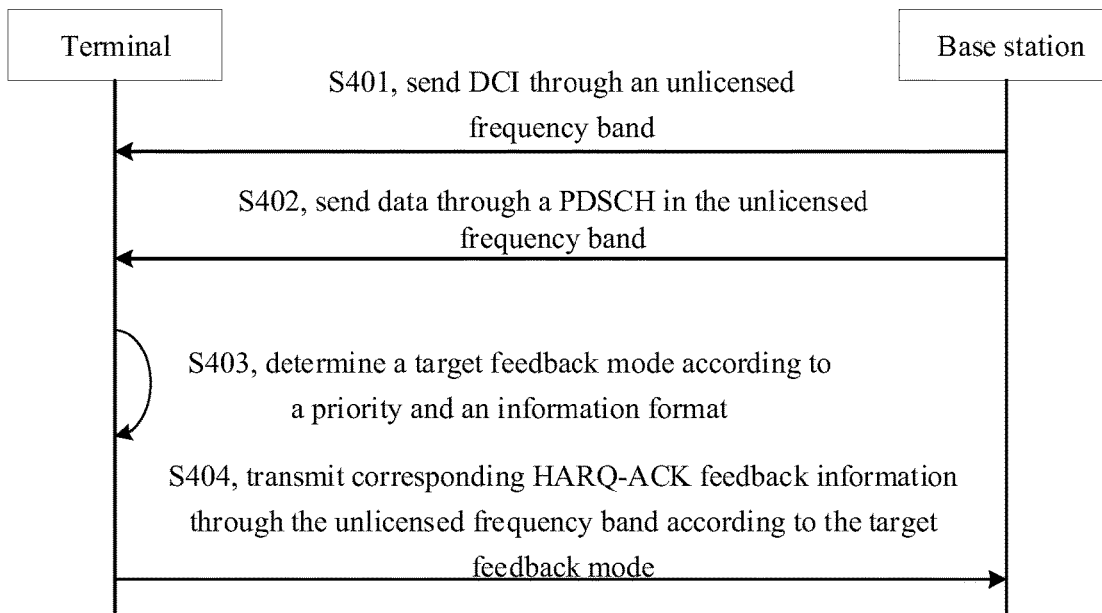 Terminal
Base station
S401, send DCI through an unlicensed
frequency band
S402, send data through a PDSCH in the unlicensed
frequency band
S403, determine a target feedback mode according to
a priority and an information format
S404, transmit corresponding HARQ-ACK feedback information
through the unlicensed frequency band according to the target
feedback mode